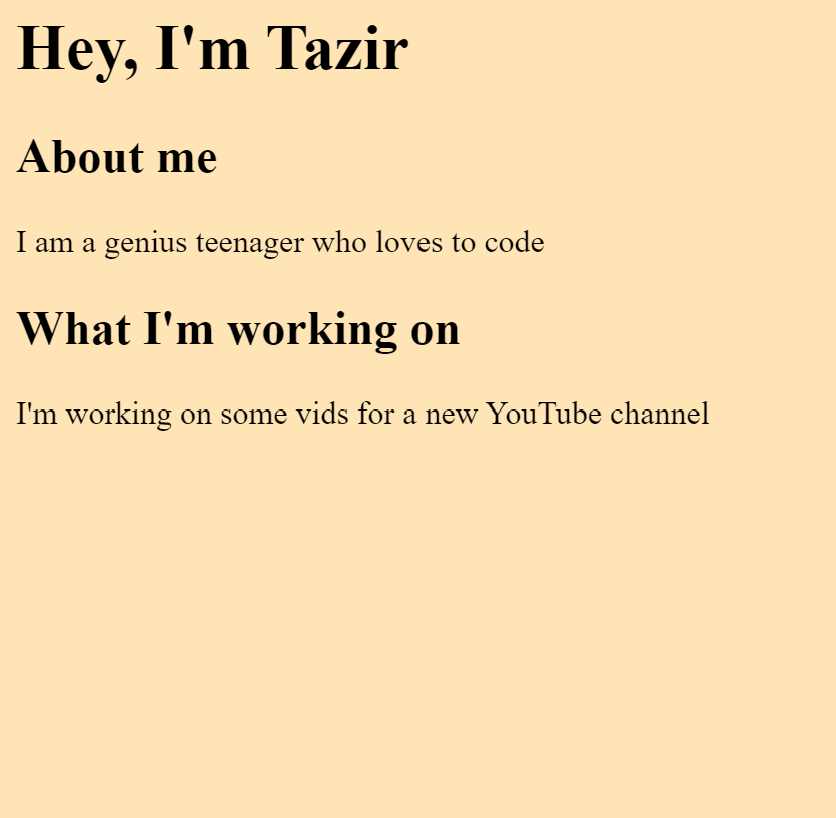 Hey, I'm Tazir
About me
I am a genius teenager who loves to code
What I'm working on
I'm working on some vids for a new YouTube channel